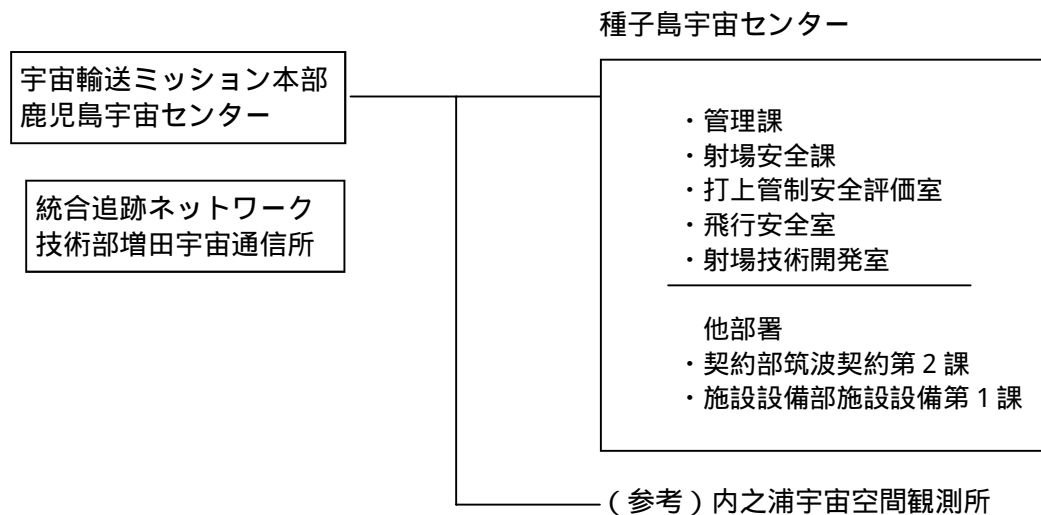 種子島宇宙センター
宇宙輸送ミッション本部
鹿児島宇宙センター
統合追跡ネットワーク
技術部増田宇宙通信所
・管理課
・射場安全課
・打上管制安全評価室
・飛行安全室
・射場技術開発室
他部署
・契約部筑波契約第2課
・施設設備部施設設備第1課
(参考)内之浦宇宙空間観測所